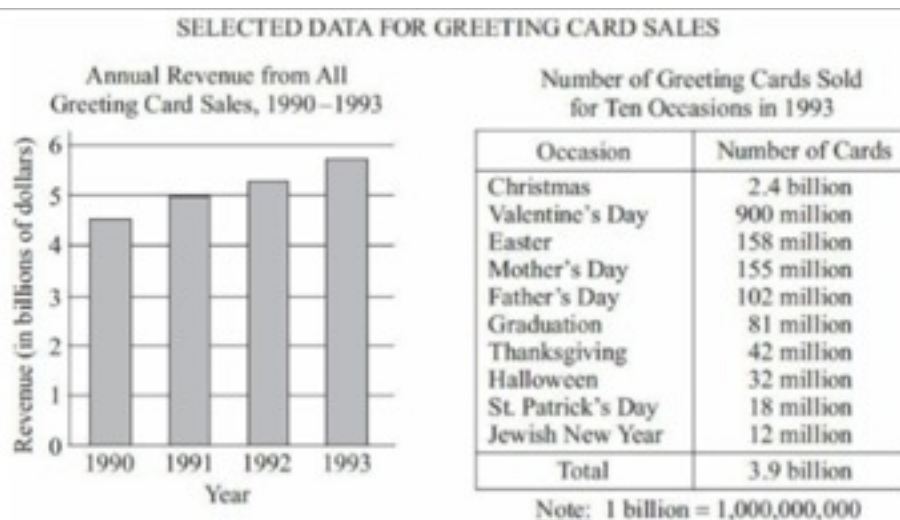 SELECTED DATA FOR GREETING CARD SALES
Annual Revenue from All
Greeting Card Sales, 1990–1993
Revenue (in billions of dollars)
6
5
4
3
2
1
0
1990 1991 1992 1993
Year
Number of Greeting Cards Sold
for Ten Occasions in 1993
Occasion Number of Cards
Christmas 2.4 billion
Valentine's Day 900 million
Easter 158 million
Mother's Day 155 million
Father's Day 102 million
Graduation 81 million
Thanksgiving 42 million
Halloween 32 million
St. Patrick's Day 18 million
Jewish New Year 12 million
Total 3.9 billion
Note: 1 billion = 1,000,000,000